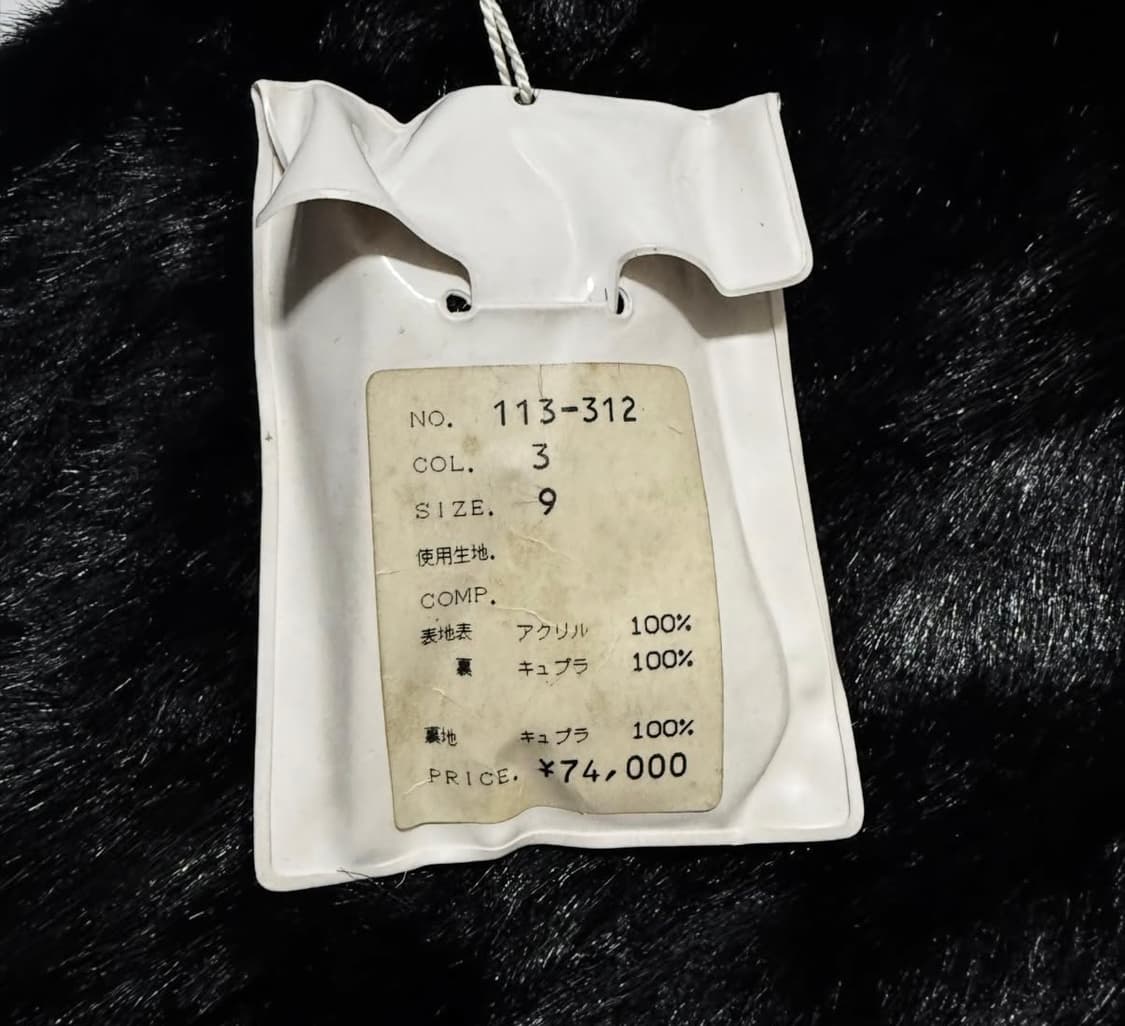 NO. 113-312
COL. 3
SIZE. 9
使用生地.
COMP.
表地表 アクリル 100%
裏 キュプラ 100%
裏地 キュプラ 100%
PRICE. ¥74,000